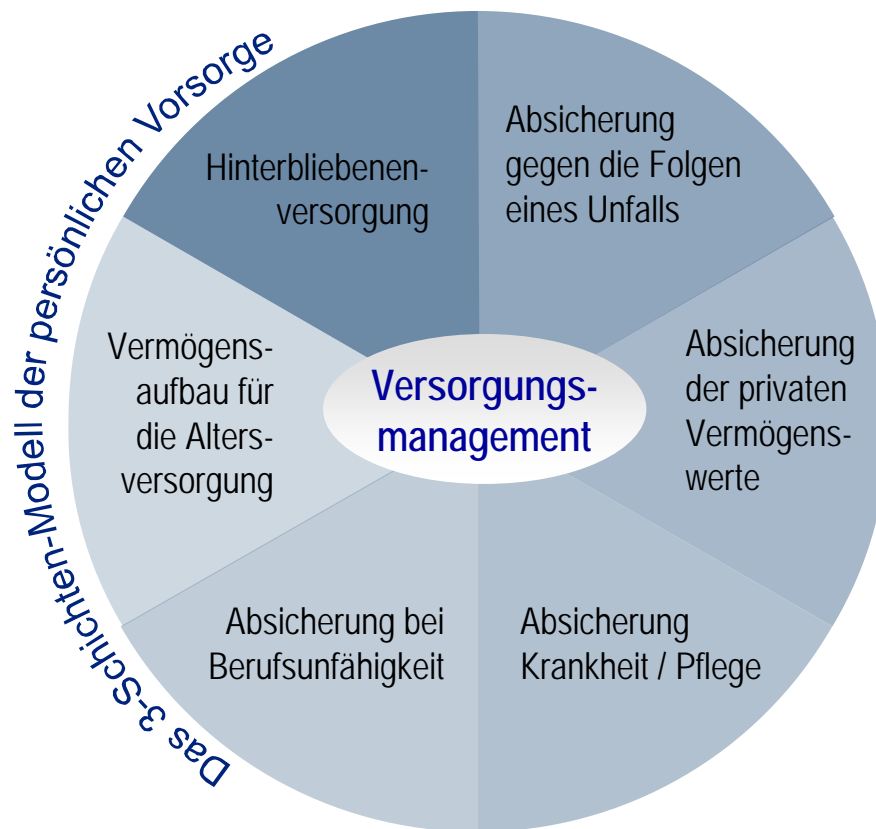 Das 3-Schichten-Modell der persönlichen Vorsorge
Hinterbliebenen-
versorgung
Absicherung
gegen die Folgen
eines Unfalls
Vermögens-
aufbau für
die Alters-
versorgung
Versorgungs-
management
Absicherung
der privaten
Vermögens-
werte
Absicherung bei
Berufsunfähigkeit
Absicherung
Krankheit / Pflege